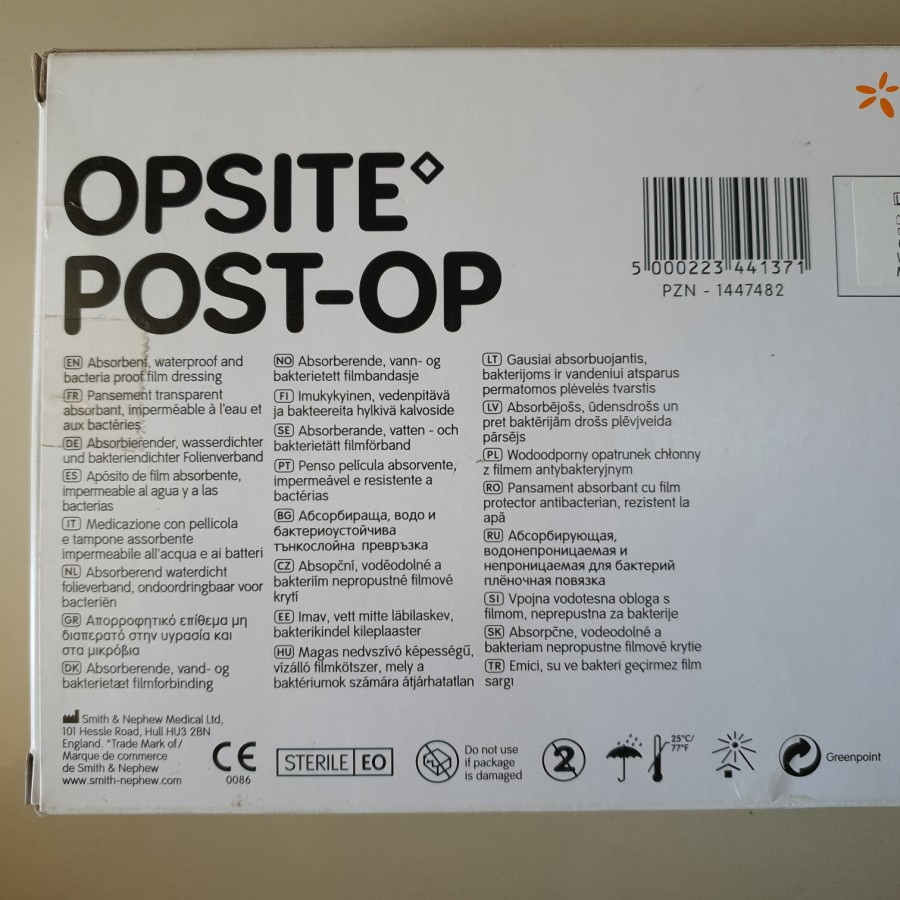 OPSITE◇
POST-OP
5 000223 441371
PZN - 1447482
EN Absorbent, waterproof and
bacteria proof film dressing
FR Pansement transparent
absorbant, imperméable à l'eau et
aux bactéries
DE Absorbierender, wasserdichter
und bakteriendichter Folienverband
ES Apósito de film absorbente,
impermeable al agua y a las
bacterias
IT Medicazione con pellicola
e tampone assorbente
impermeabile all'acqua e ai batteri
NL Absorberend waterdicht
folieverband, ondoordringbaar voor
bacteriën
GR Απορροφητικό επίθεμα μη
διαπερατό στην υγρασία και
στα μικρόβια
DK Absorberende, vand- og
bakterietæt filmforbinding
NO Absorberende, vann- og
bakterietett filmbandasje
FI Imukykyinen, vedenpitävä
ja bakteereita hylkivä kalvoside
SE Absorberande, vatten - och
bakterietätt filmförband
PT Penso película absorvente,
impermeável e resistente a
bactérias
BG Абсорбираща, водо и
бактериоустойчива
тънкослойна превръзка
CZ Absopční, voděodolné a
bakteriím nepropustné filmové
krytí
EE Imav, vett mitte läbilaskev,
bakterikindel kileplaaster
HU Magas nedvszívó képességű,
vízálló filmkötszer, mely a
baktériumok számára átjárhatatlan
LT Gausiai absorbuojantis,
bakterijoms ir vandeniui atsparus
permatomos plėvelės tvarstis
LV Absorbējošs, ūdensdrošs un
pret baktērijām drošs plēvjveida
pārsējs
PL Wodoodporny opatrunek chłonny
z filmem antybakteryjnym
RO Pansament absorbant cu film
protector antibacterian, rezistent la
apă
RU Абсорбирующая,
водонепроницаемая и
непроницаемая для бактерий
плёночная повязка
SI Vpojna vodotesna obloga s
filmom, neprepustna za bakterije
SK Absorpčne, vodeodolné a
bakteriam nepropustne filmové krytie
TR Emici, su ve bakteri geçirmez film
sargı
Smith & Nephew Medical Ltd,
101 Hessle Road, Hull HU3 2BN
England. *Trade Mark of/
Marque de commerce
de Smith & Nephew
www.smith-nephew.com
CE
0086
STERILE EO
Do not use
if package
is damaged
2
25°C/
77°F
Greenpoint